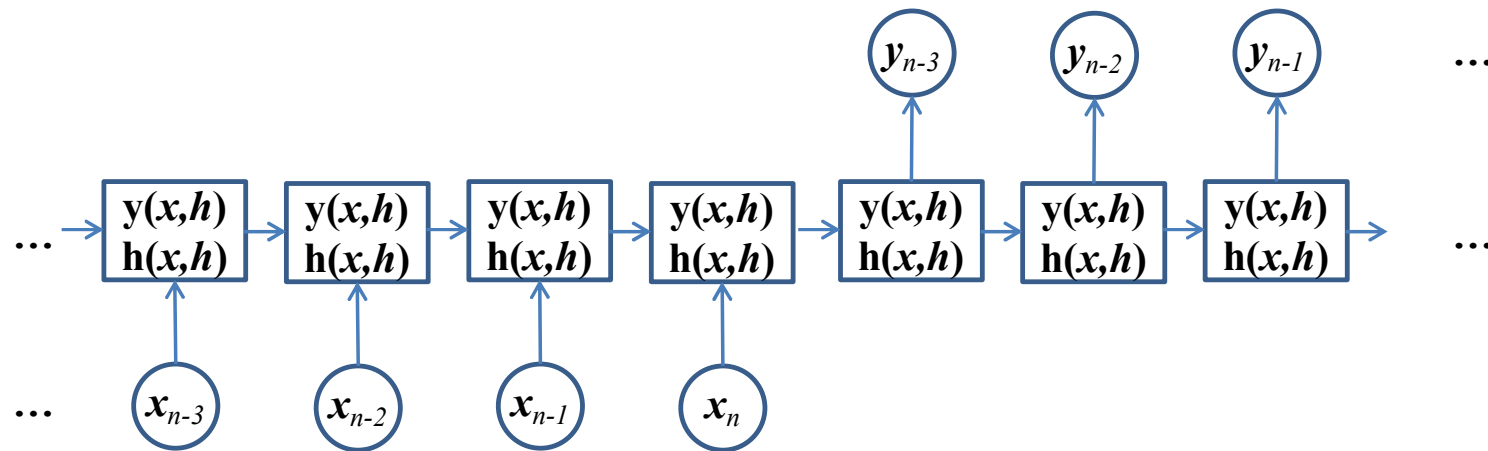 yn-3 yn-2 yn-1 ...
y(x,h) y(x,h) y(x,h) y(x,h) y(x,h) y(x,h) y(x,h)
... h(x,h) h(x,h) h(x,h) h(x,h) h(x,h) h(x,h) h(x,h) ...
... xn-3 xn-2 xn-1 xn